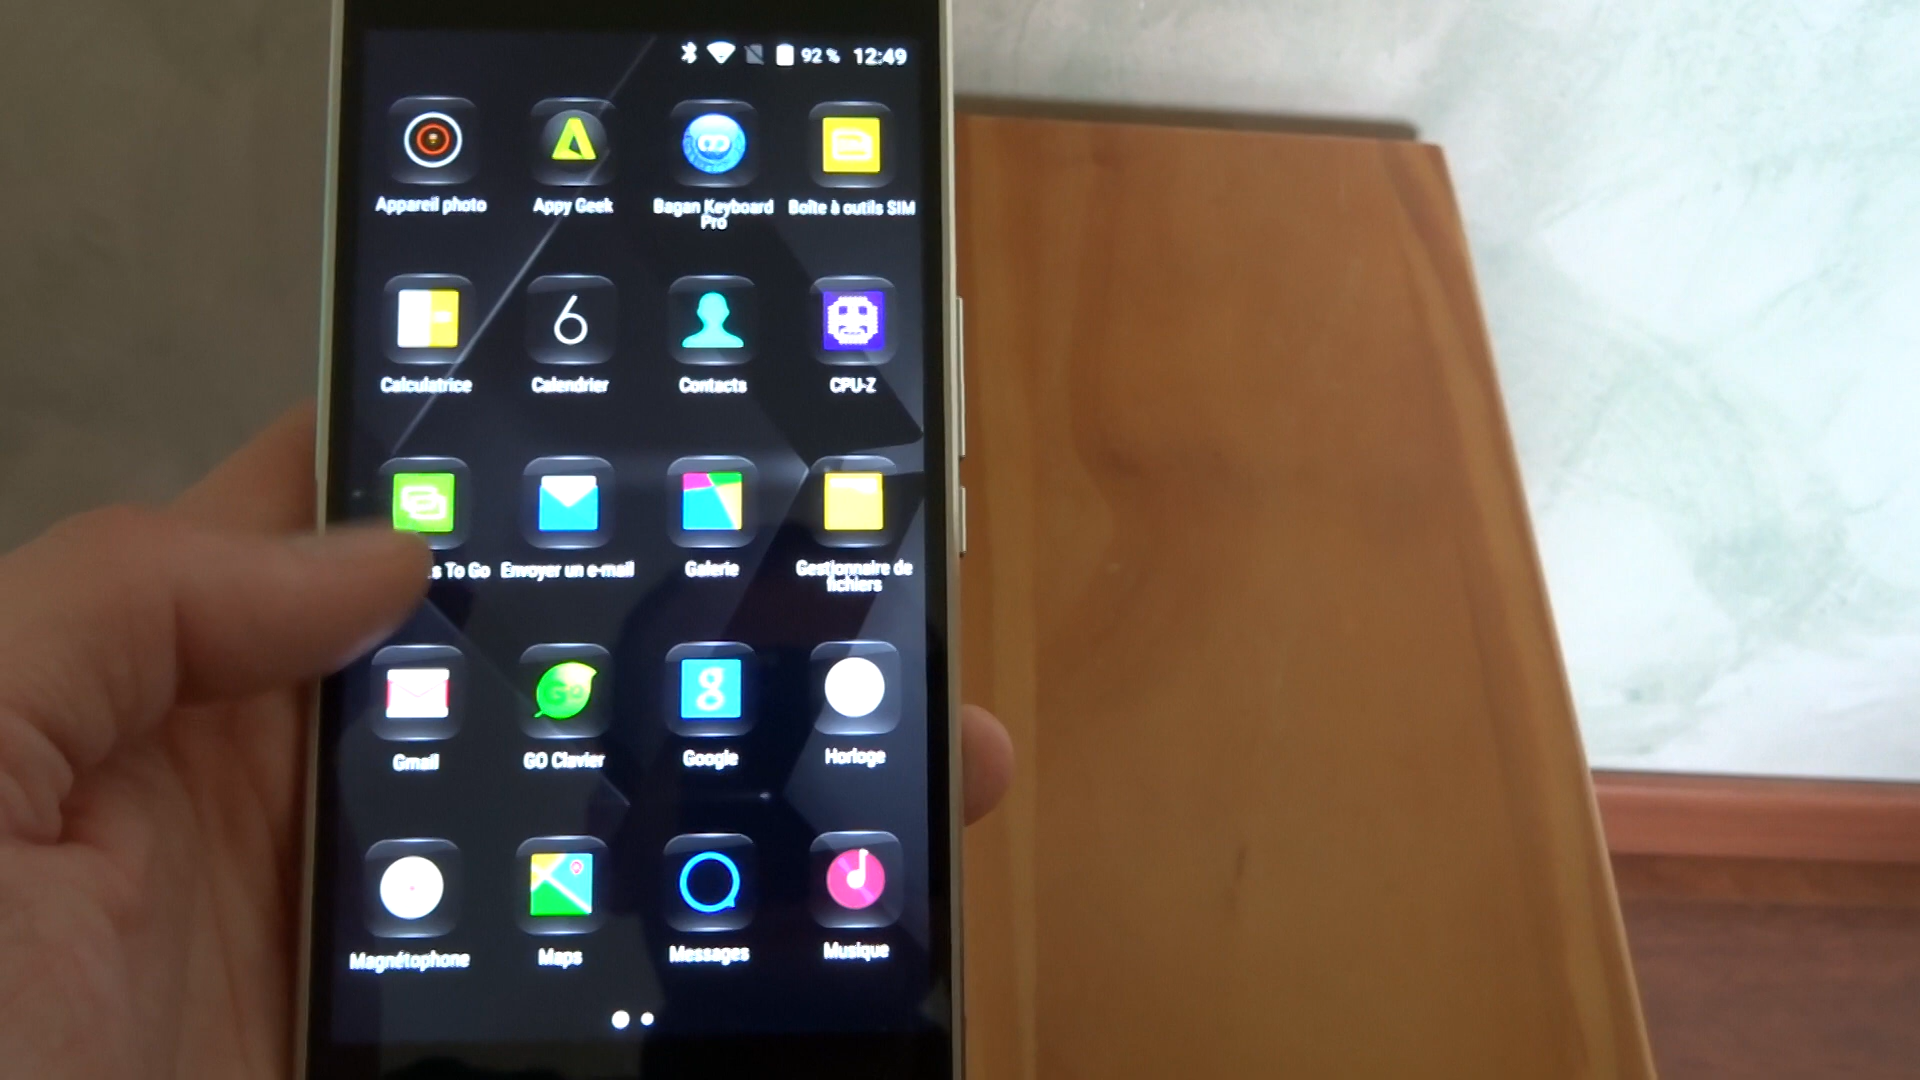 92 % 12:49
Appareil photo
Appy Geek
Bagan Keyboard
Pro
Boîte à outils SIM
Calculatrice
6
Calendrier
Contacts
CPU-Z
To Go
Envoyer un e-mail
Galerie
Gestionnaire de
fichiers
Gmail
GO
GO Clavier
g
Google
Horloge
Magnétophone
Maps
Messages
Musique